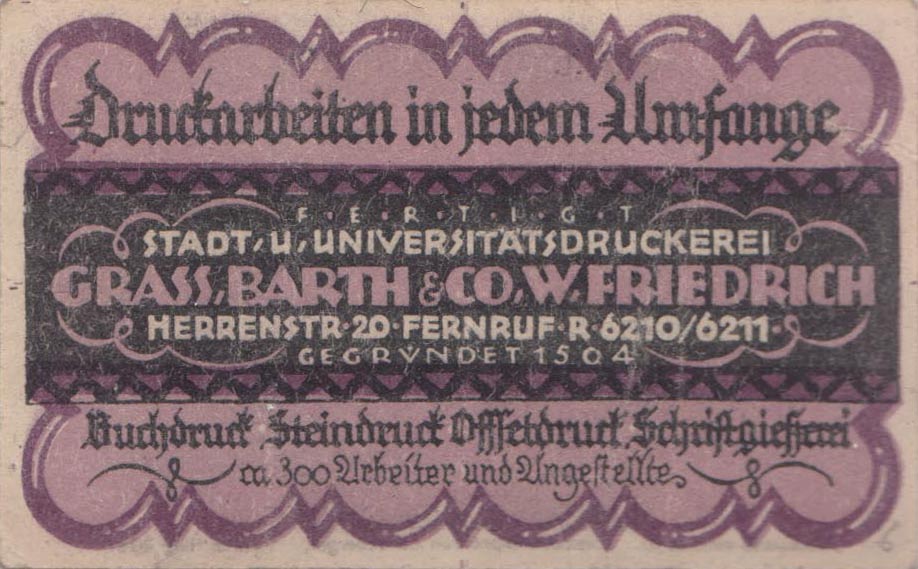 Druckarbeiten in jedem Umfange
F·E·R·T·I·G·T
STADT, U, UNIVERSITÄTSDRUCKEREI
GRASS, BARTH & CO, W. FRIEDRICH
HERRENSTR·20·FERNRUF·R·6210/6211·
GEGRÜNDET 1504
Buchdruck Steindruck Offsetdruck Schriftgießerei
ca. 300 Arbeiter und Angestellte